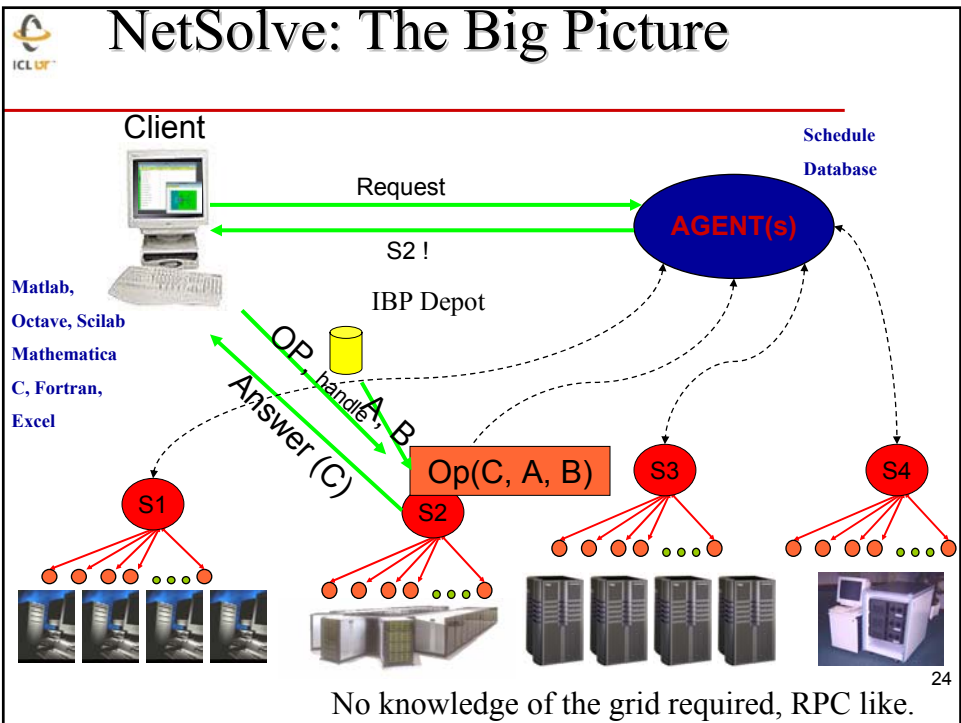 NetSolve: The Big Picture
ICL UT
Client
Schedule
Database
Request
AGENT(s)
S2 !
Matlab,
Octave, Scilab
Mathematica
C, Fortran,
Excel
IBP Depot
OP, handle
A, B
Answer (C)
Op(C, A, B)
S1
S2
S3
S4
24
No knowledge of the grid required, RPC like.